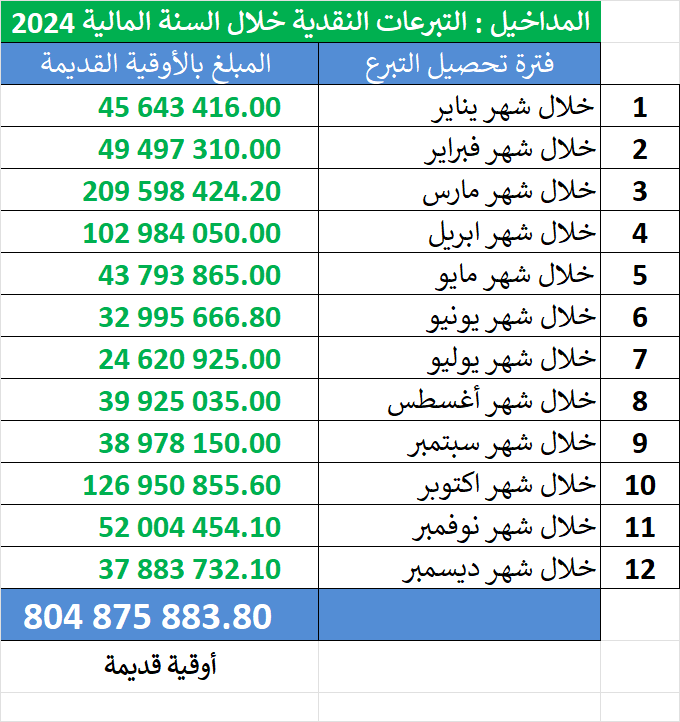 المداخيل : التبرعات النقدية خلال السنة المالية 2024
فترة تحصيل التبرع المبلغ بالأوقية القديمة
1 خلال شهر يناير 45 643 416.00
2 خلال شهر فبراير 49 497 310.00
3 خلال شهر مارس 209 598 424.20
4 خلال شهر ابريل 102 984 050.00
5 خلال شهر مايو 43 793 865.00
6 خلال شهر يونيو 32 995 666.80
7 خلال شهر يوليو 24 620 925.00
8 خلال شهر أغسطس 39 925 035.00
9 خلال شهر سبتمبر 38 978 150.00
10 خلال شهر اكتوبر 126 950 855.60
11 خلال شهر نوفمبر 52 004 454.10
12 خلال شهر ديسمبر 37 883 732.10
804 875 883.80
أوقية قديمة